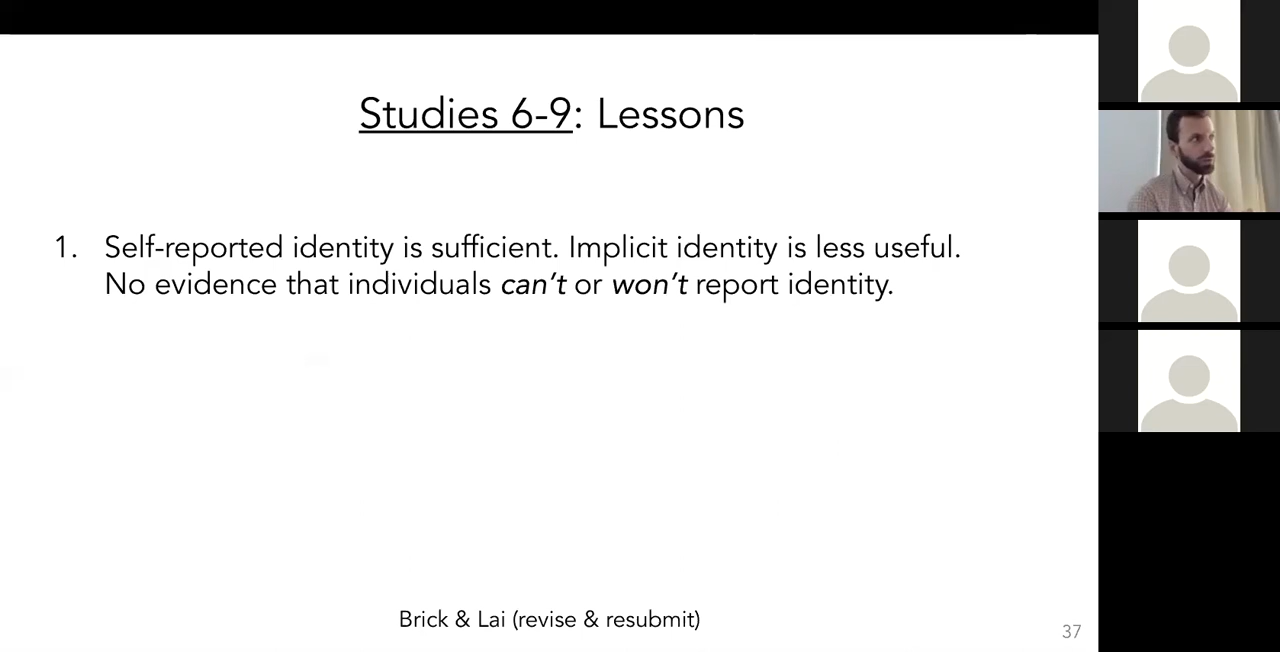 Studies 6-9: Lessons
1. Self-reported identity is sufficient. Implicit identity is less useful.
No evidence that individuals can't or won't report identity.
Brick & Lai (revise & resubmit)
37